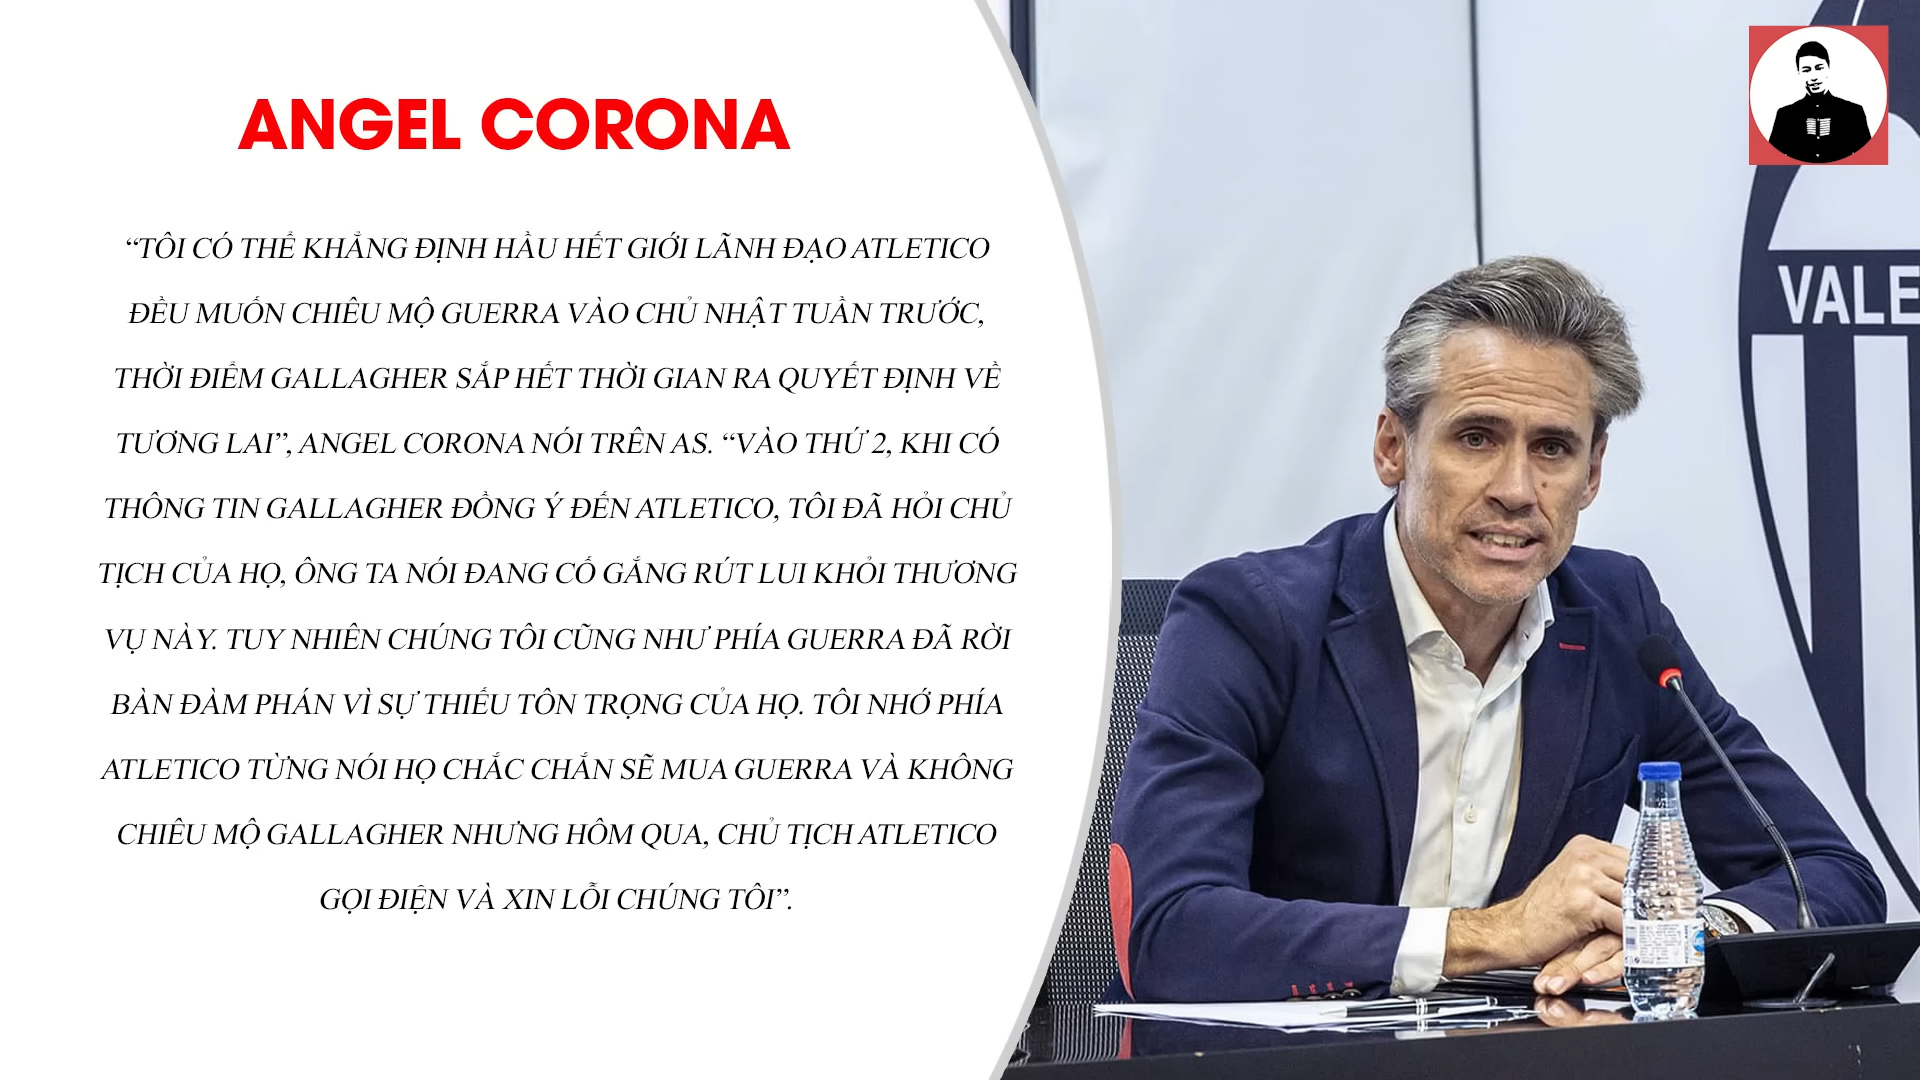 ANGEL CORONA
“TÔI CÓ THỂ KHẲNG ĐỊNH HẦU HẾT GIỚI LÃNH ĐẠO ATLETICO
ĐỀU MUỐN CHIÊU MỘ GUERRA VÀO CHỦ NHẬT TUẦN TRƯỚC,
THỜI ĐIỂM GALLAGHER SẮP HẾT THỜI GIAN RA QUYẾT ĐỊNH VỀ
TƯƠNG LAI”, ANGEL CORONA NÓI TRÊN AS. “VÀO THỨ 2, KHI CÓ
THÔNG TIN GALLAGHER ĐỒNG Ý ĐẾN ATLETICO, TÔI ĐÃ HỎI CHỦ
TỊCH CỦA HỌ, ÔNG TA NÓI ĐANG CỐ GẮNG RÚT LUI KHỎI THƯƠNG
VỤ NÀY. TUY NHIÊN CHÚNG TÔI CŨNG NHƯ PHÍA GUERRA ĐÃ RỜI
BÀN ĐÀM PHÁN VÌ SỰ THIẾU TÔN TRỌNG CỦA HỌ. TÔI NHỚ PHÍA
ATLETICO TỪNG NÓI HỌ CHẮC CHẮN SẼ MUA GUERRA VÀ KHÔNG
CHIÊU MỘ GALLAGHER NHƯNG HÔM QUA, CHỦ TỊCH ATLETICO
GỌI ĐIỆN VÀ XIN LỖI CHÚNG TÔI”.
VALE